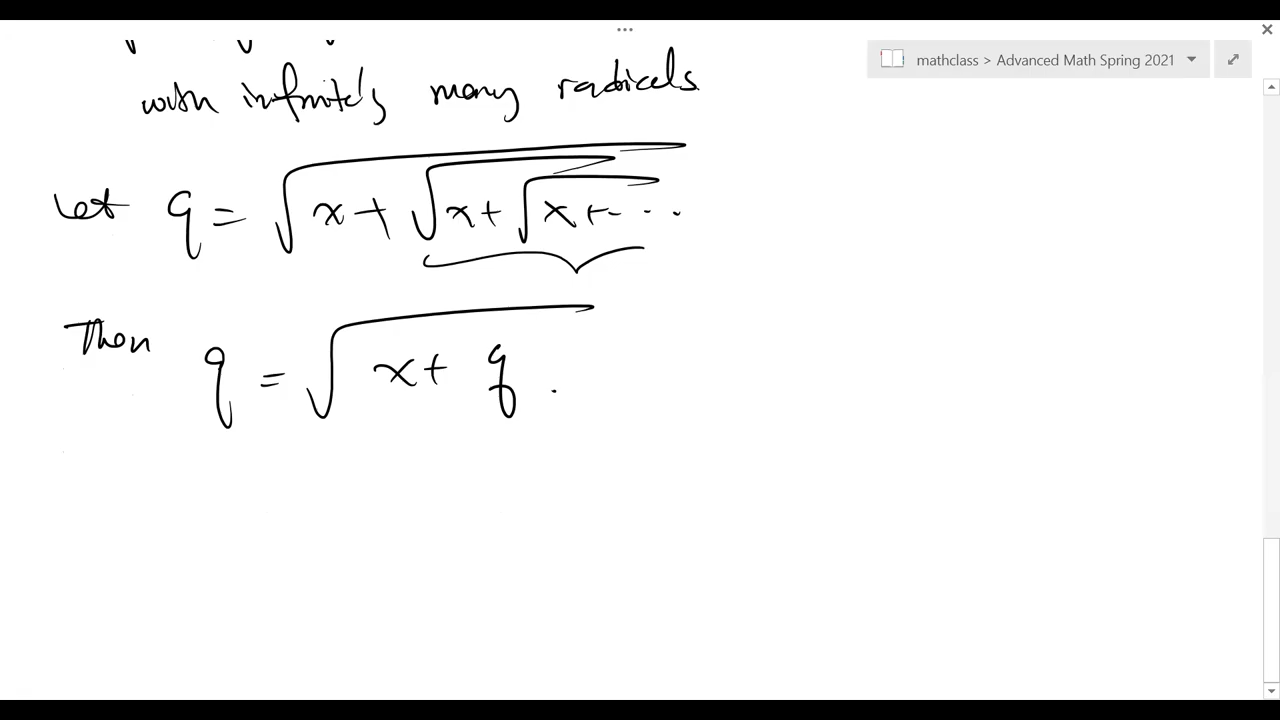 mathclass > Advanced Math Spring 2021
with infinitely many radicals
Let q = √(x + √(x + √(x + ...
Then q = √(x + q) .